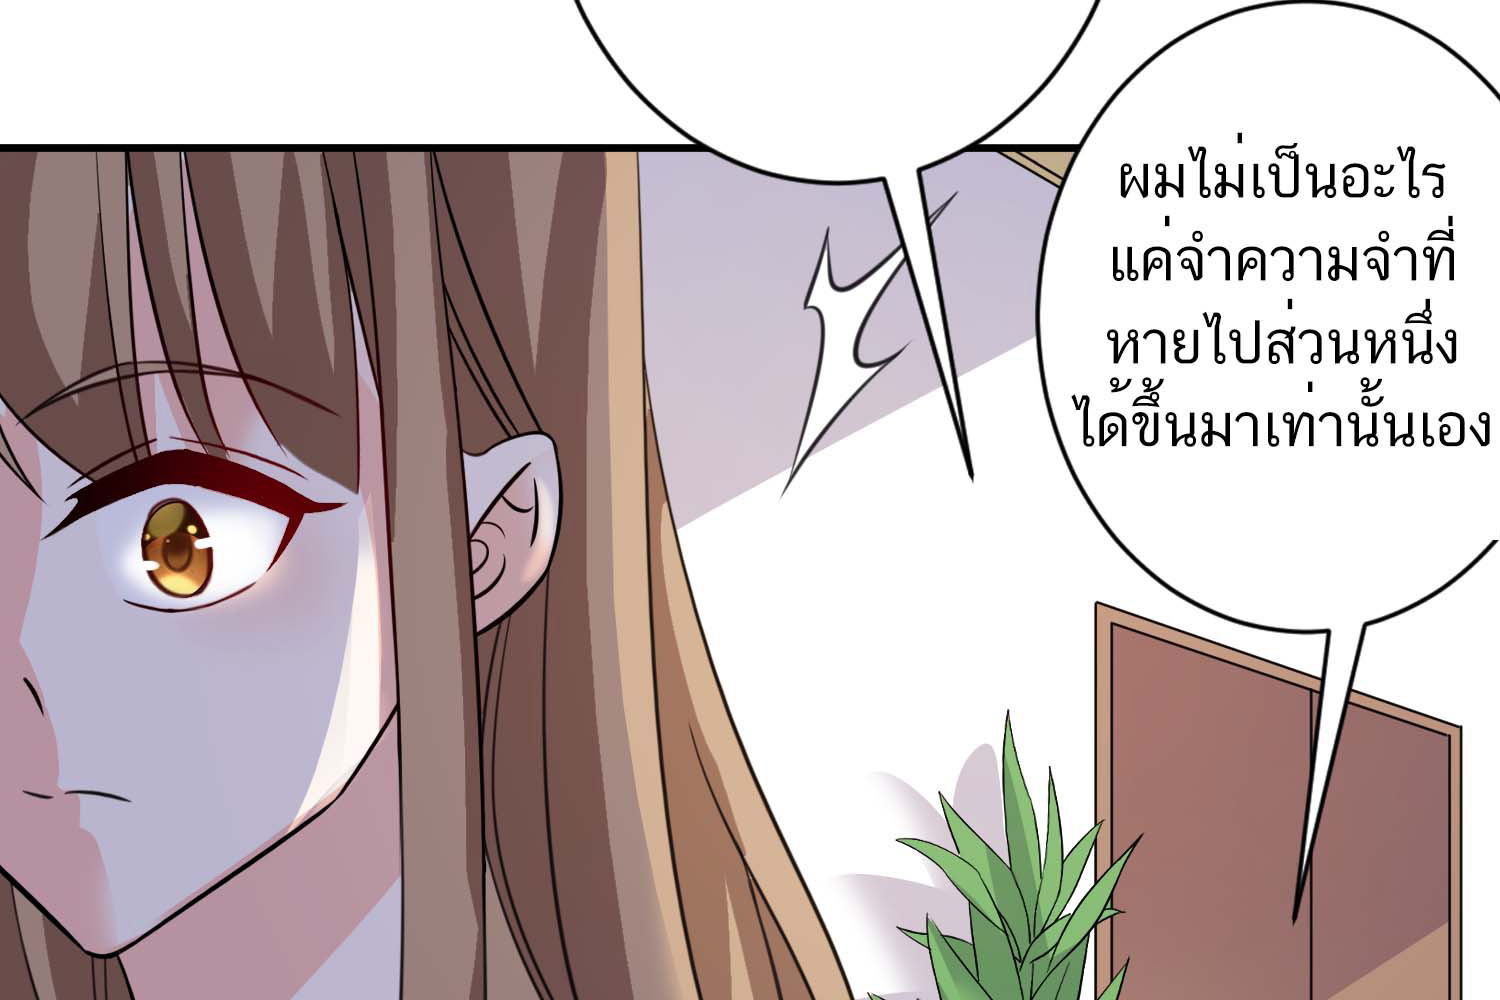 ผมไม่เป็นอะไร
แค่จำความจำที่
หายไปส่วนหนึ่ง
ได้ขึ้นมาเท่านั้นเอง